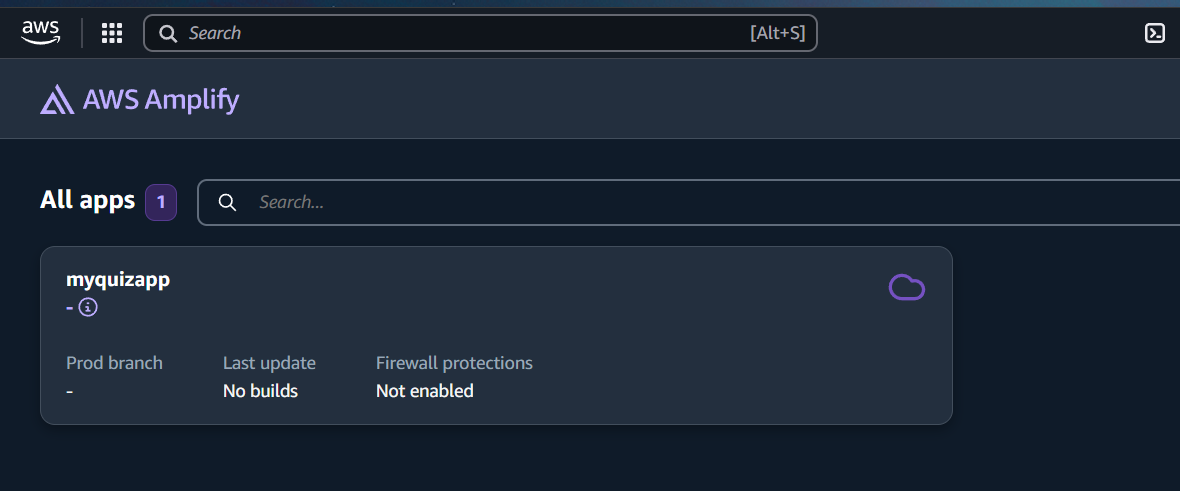 aws
Search [Alt+S]
AWS Amplify
All apps 1 Search...
myquizapp
-
Prod branch Last update Firewall protections
- No builds Not enabled